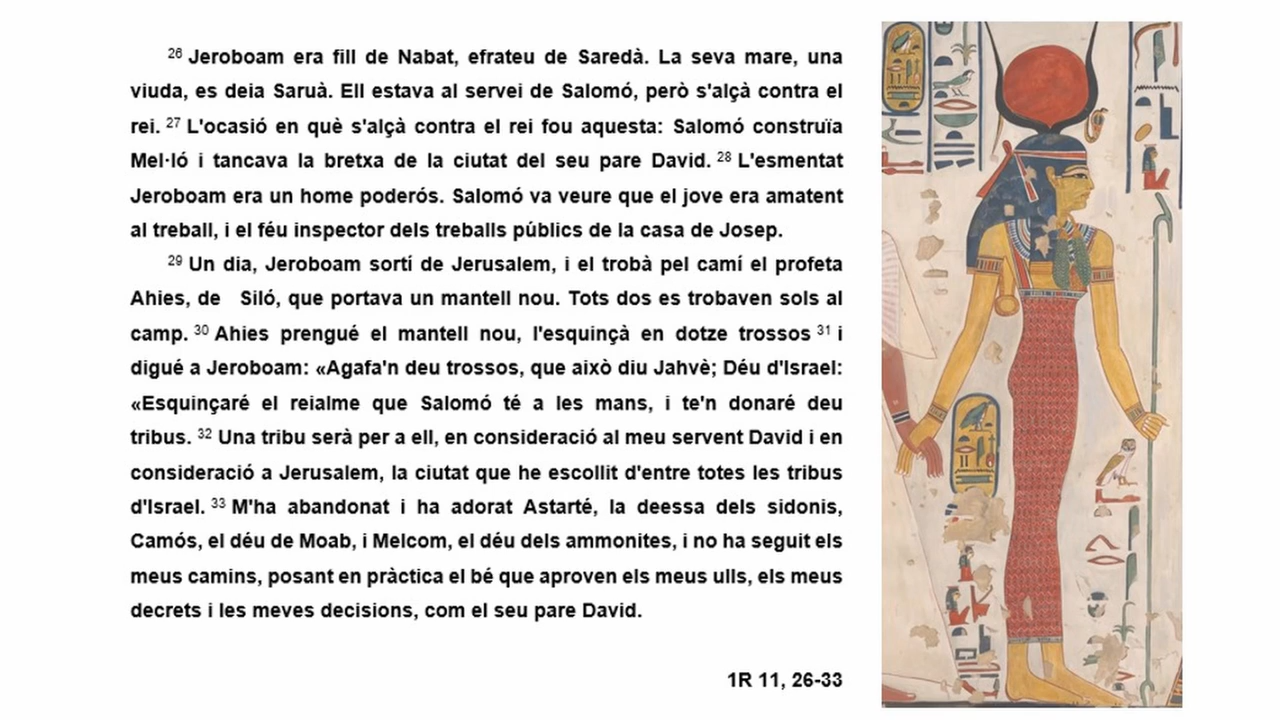 26 Jeroboam era fill de Nabat, efrateu de Saredà. La seva mare, una
viuda, es deia Saruà. Ell estava al servei de Salomó, però s'alçà contra el
rei. 27 L'ocasió en què s'alçà contra el rei fou aquesta: Salomó construïa
Mel·ló i tancava la bretxa de la ciutat del seu pare David. 28 L'esmentat
Jeroboam era un home poderós. Salomó va veure que el jove era amatent
al treball, i el féu inspector dels treballs públics de la casa de Josep.
29 Un dia, Jeroboam sortí de Jerusalem, i el trobà pel camí el profeta
Ahies, de Siló, que portava un mantell nou. Tots dos es trobaven sols al
camp. 30 Ahies prengué el mantell nou, l'esquinçà en dotze trossos 31 i
digué a Jeroboam: «Agafa'n deu trossos, que això diu Jahvè; Déu d'Israel:
«Esquinçaré el reialme que Salomó té a les mans, i te'n donaré deu
tribus. 32 Una tribu serà per a ell, en consideració al meu servent David i en
consideració a Jerusalem, la ciutat que he escollit d'entre totes les tribus
d'Israel. 33 M'ha abandonat i ha adorat Astarté, la deessa dels sidonis,
Camós, el déu de Moab, i Melcom, el déu dels ammonites, i no ha seguit els
meus camins, posant en pràctica el bé que aproven els meus ulls, els meus
decrets i les meves decisions, com el seu pare David.
1R 11, 26-33